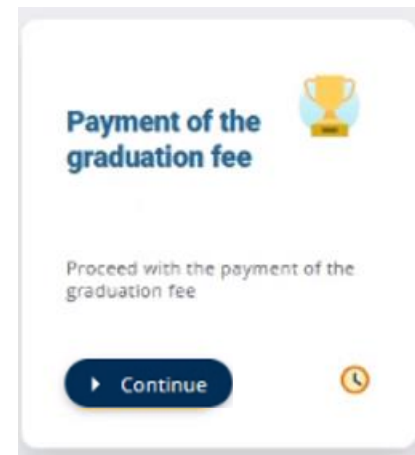 Payment of the
graduation fee
Proceed with the payment of the
graduation fee
Continue